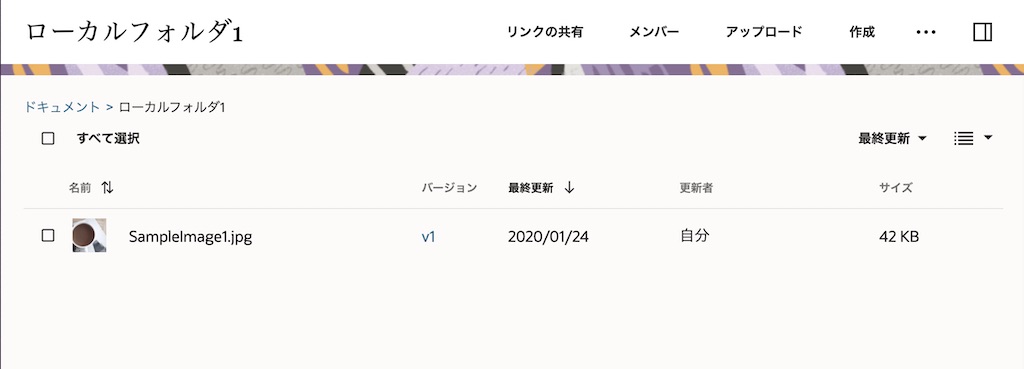 ローカルフォルダ1
リンクの共有 メンバー アップロード 作成 •••
ドキュメント > ローカルフォルダ1
すべて選択 最終更新
名前 バージョン 最終更新 更新者 サイズ
SampleImage1.jpg v1 2020/01/24 自分 42 KB